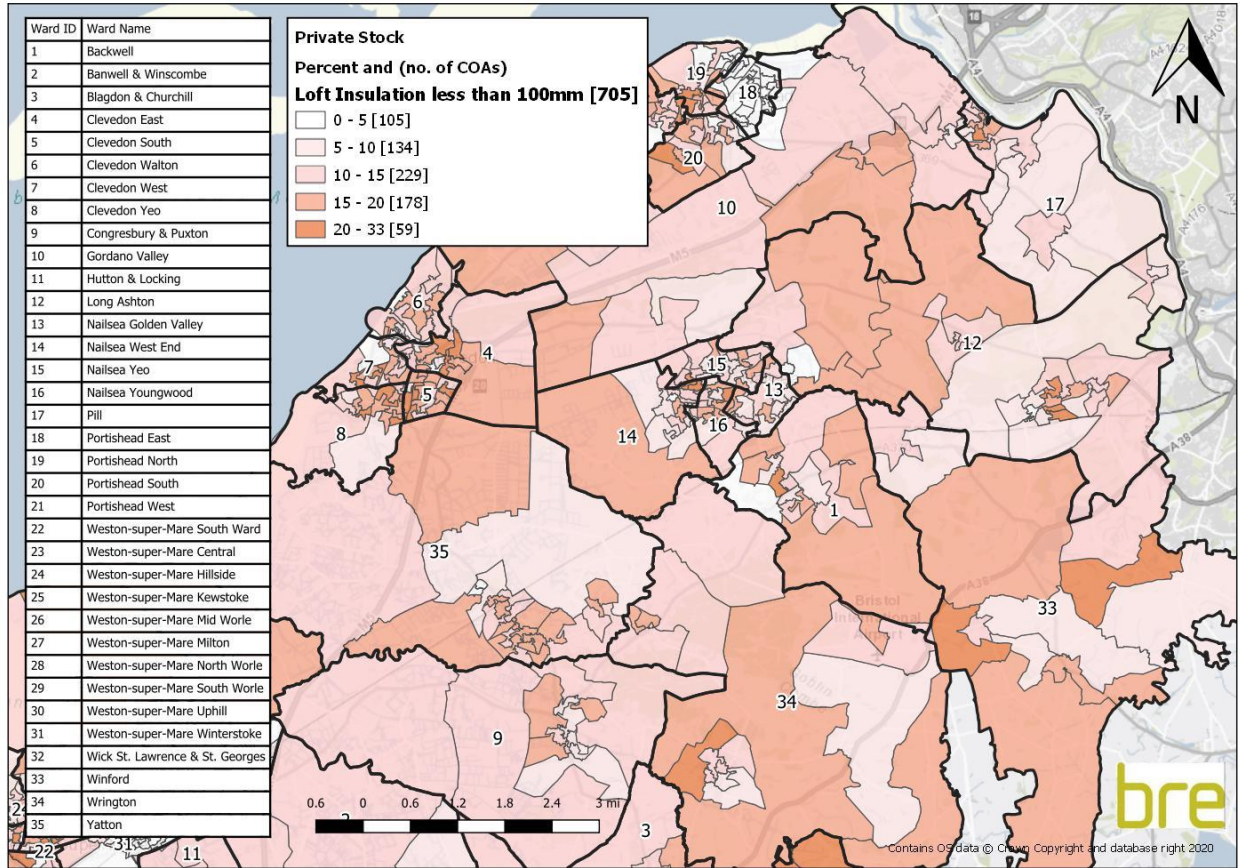 Ward ID Ward Name
1 Backwell
2 Banwell & Winscombe
3 Blagdon & Churchill
4 Clevedon East
5 Clevedon South
6 Clevedon Walton
7 Clevedon West
8 Clevedon Yeo
9 Congresbury & Puxton
10 Gordano Valley
11 Hutton & Locking
12 Long Ashton
13 Nailsea Golden Valley
14 Nailsea West End
15 Nailsea Yeo
16 Nailsea Youngwood
17 Pill
18 Portishead East
19 Portishead North
20 Portishead South
21 Portishead West
22 Weston-super-Mare South Ward
23 Weston-super-Mare Central
24 Weston-super-Mare Hillside
25 Weston-super-Mare Kewstoke
26 Weston-super-Mare Mid Worle
27 Weston-super-Mare Milton
28 Weston-super-Mare North Worle
29 Weston-super-Mare South Worle
30 Weston-super-Mare Uphill
31 Weston-super-Mare Winterstoke
32 Wick St. Lawrence & St. Georges
33 Winford
34 Wrington
35 Yatton
Private Stock
Percent and (no. of COAs)
Loft Insulation less than 100mm [705]
0 - 5 [105]
5 - 10 [134]
10 - 15 [229]
15 - 20 [178]
20 - 33 [59]
N
A4
18
19
18
20
10
M5
17
A4176
A4
6
7
4
5
8
15
13
14
16
12
A38
1
35
A38
33
Bristol
International
Airport
34
9
3
22
31
11
0.6 0 0.6 1.2 1.8 2.4 3 mi
bre
Contains OS data © Crown Copyright and database right 2020